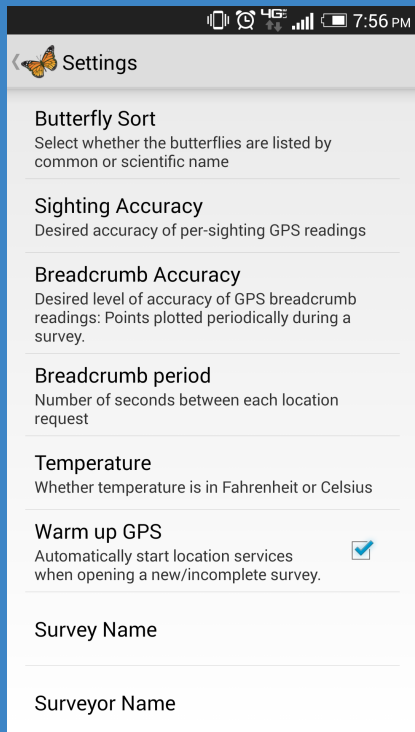 4G 7:56 PM
Settings
Butterfly Sort
Select whether the butterflies are listed by
common or scientific name
Sighting Accuracy
Desired accuracy of per-sighting GPS readings
Breadcrumb Accuracy
Desired level of accuracy of GPS breadcrumb
readings: Points plotted periodically during a
survey.
Breadcrumb period
Number of seconds between each location
request
Temperature
Whether temperature is in Fahrenheit or Celsius
Warm up GPS
Automatically start location services
when opening a new/incomplete survey.
Survey Name
Surveyor Name